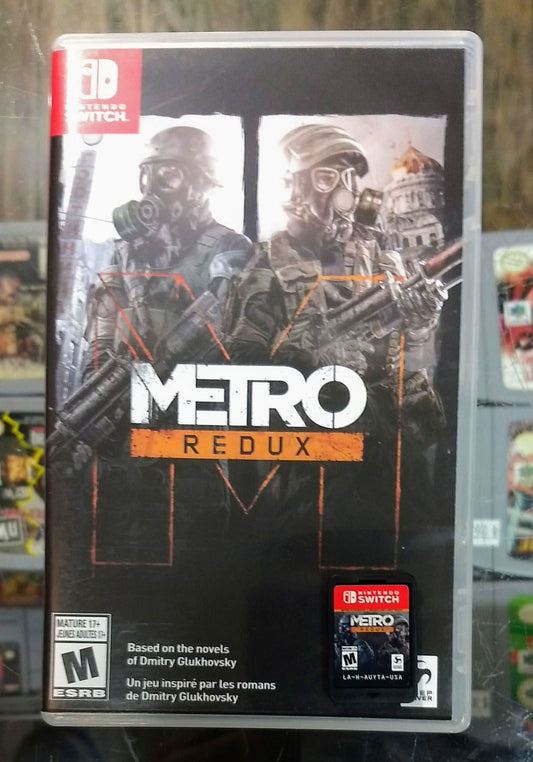 NINTENDO
SWITCH
METRO
REDUX
MATURE 17+
JEUNES ADULTES 17+
M
ESRB
Based on the novels
of Dmitry Glukhovsky
Un jeu inspiré par les romans
de Dmitry Glukhovsky
NINTENDO
SWITCH
METRO
REDUX
M
LA-H-AUYTA-USA